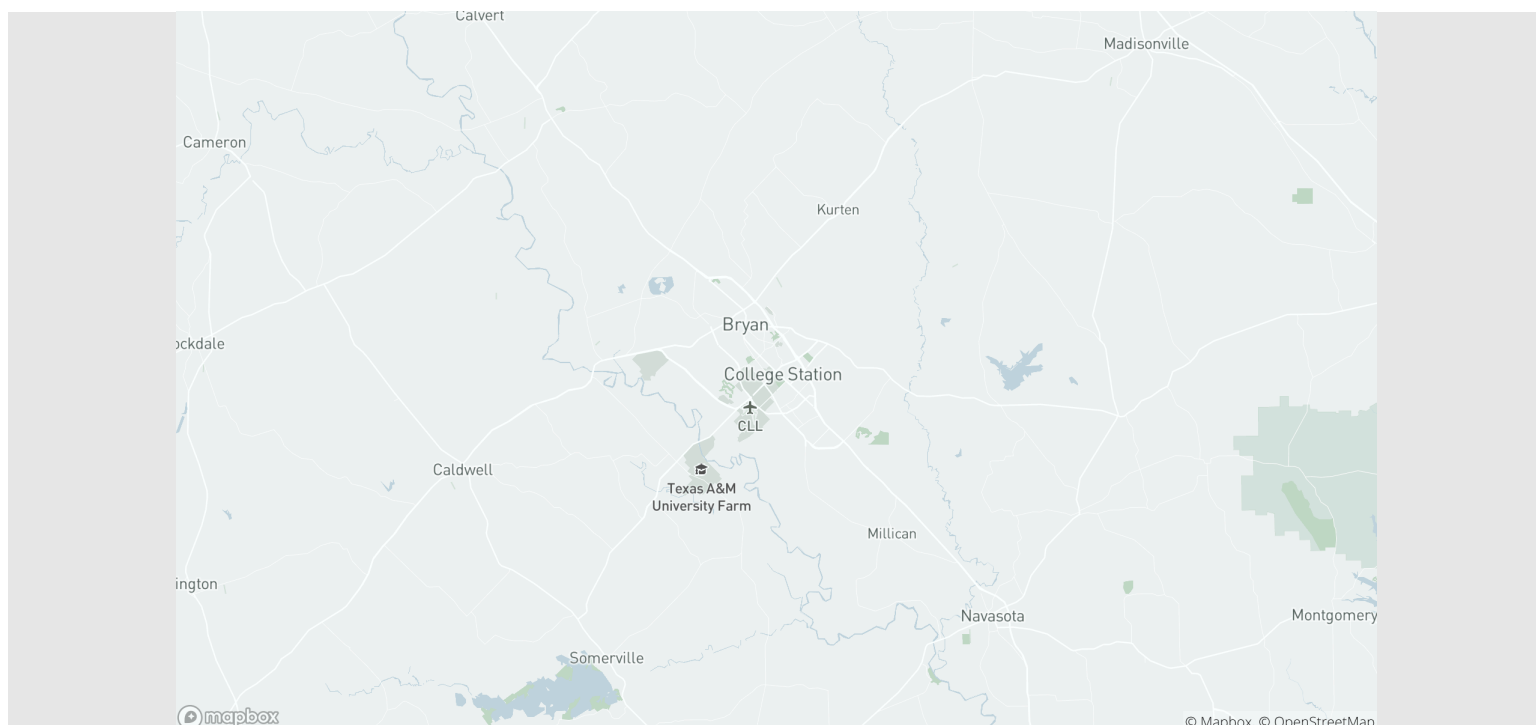 Calvert
Madisonville
Cameron
Kurten
Bryan
ockdale
College Station
CLL
Caldwell
Texas A&M
University Farm
Millican
ington
Navasota
Montgomery
Somerville
mapbox
© Mapbox, © OpenStreetMap